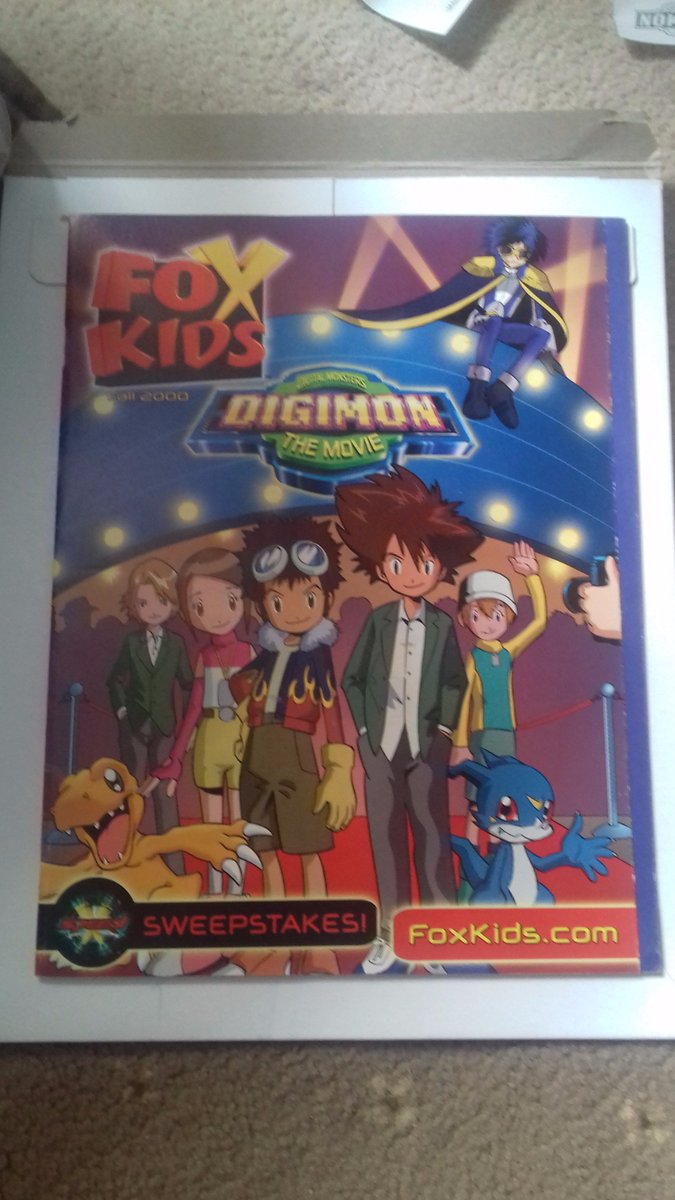 FOX
KIDS
Fall 2000
DIGITAL MONSTERS
DIGIMON
THE MOVIE
SWEEPSTAKES!
FoxKids.com